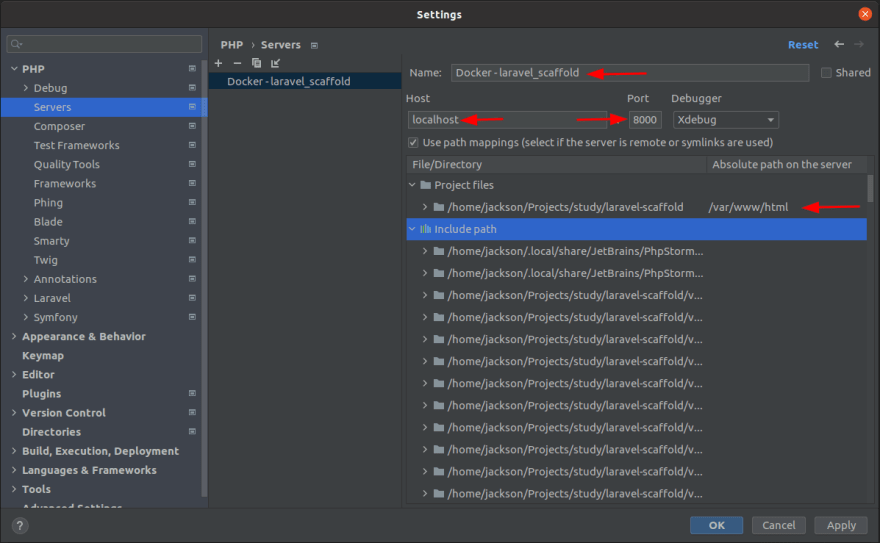 Settings
PHP
Debug
Servers
Composer
Test Frameworks
Quality Tools
Frameworks
Phing
Blade
Smarty
Twig
Annotations
Laravel
Symfony
Appearance & Behavior
Keymap
Editor
Plugins
Version Control
Directories
Build, Execution, Deployment
Languages & Frameworks
Tools
Advanced Settings
Docker - laravel_scaffold
PHP › Servers
Reset
Name: Docker - laravel_scaffold Shared
Host Port Debugger
localhost : 8000 Xdebug
Use path mappings (select if the server is remote or symlinks are used)
File/Directory Absolute path on the server
Project files
/home/jackson/Projects/study/laravel-scaffold /var/www/html
Include path
/home/jackson/.local/share/JetBrains/PhpStorm...
/home/jackson/.local/share/JetBrains/PhpStorm...
/home/jackson/Projects/study/laravel-scaffold/v...
/home/jackson/Projects/study/laravel-scaffold/v...
/home/jackson/Projects/study/laravel-scaffold/v...
/home/jackson/Projects/study/laravel-scaffold/v...
/home/jackson/Projects/study/laravel-scaffold/v...
/home/jackson/Projects/study/laravel-scaffold/v...
/home/jackson/Projects/study/laravel-scaffold/v...
/home/jackson/Projects/study/laravel-scaffold/v...
/home/jackson/Projects/study/laravel-scaffold/v...
/home/jackson/Projects/study/laravel-scaffold/v...
? OK Cancel Apply